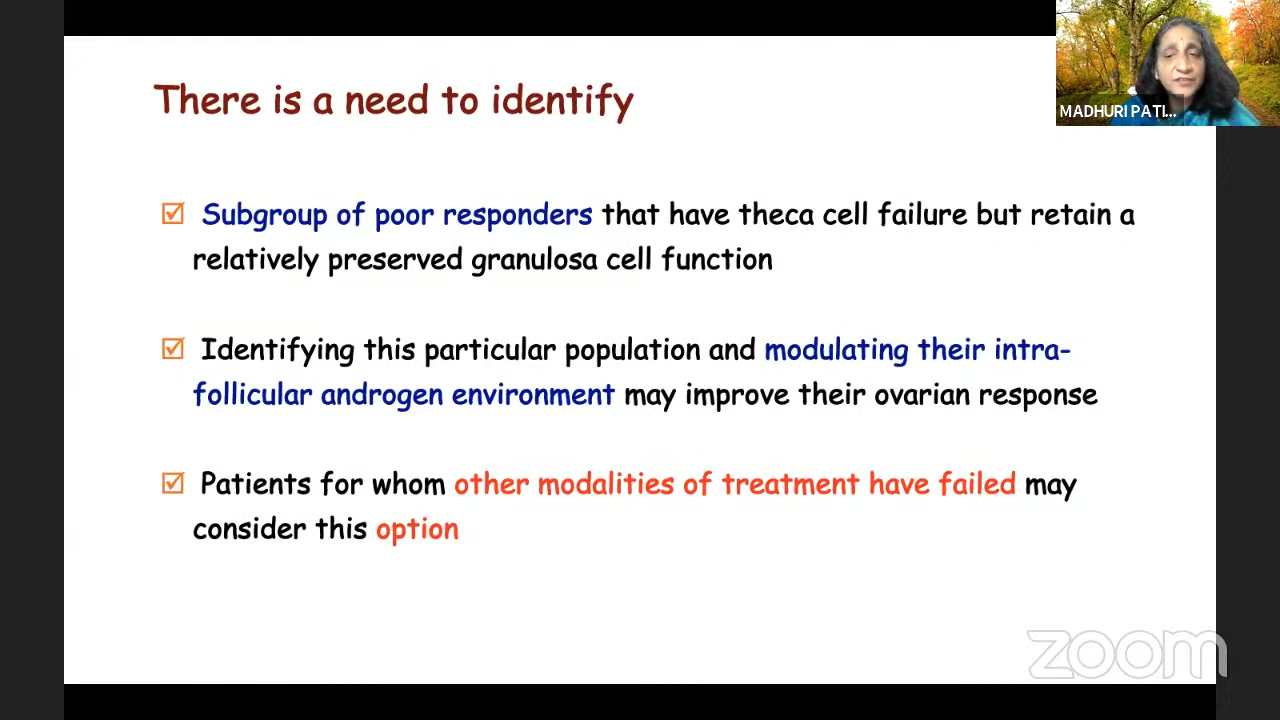 There is a need to identify
MADHURI PATI...
Subgroup of poor responders that have theca cell failure but retain a
relatively preserved granulosa cell function
Identifying this particular population and modulating their intra-
follicular androgen environment may improve their ovarian response
Patients for whom other modalities of treatment have failed may
consider this option
zoom